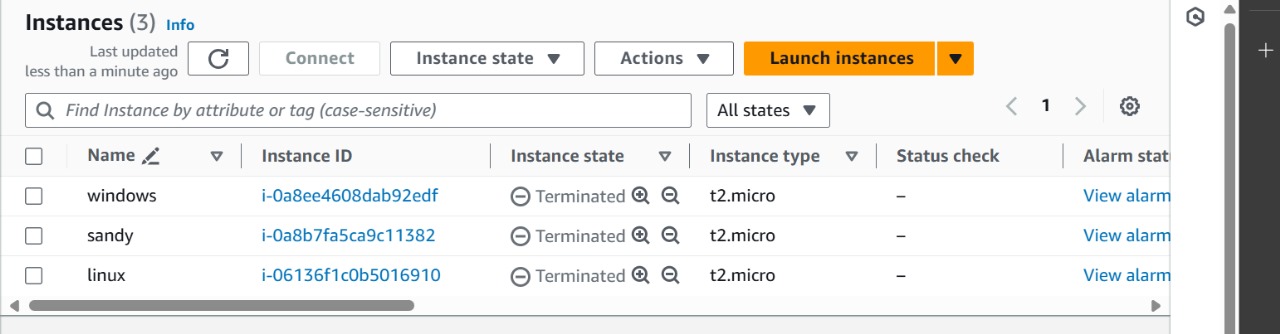 Instances (3) Info
Last updated
less than a minute ago
Connect
Instance state
Actions
Launch instances
Find Instance by attribute or tag (case-sensitive)
All states
1
Name Instance ID Instance state Instance type Status check Alarm stat
windows i-0a8ee4608dab92edf Terminated t2.micro – View alarm
sandy i-0a8b7fa5ca9c11382 Terminated t2.micro – View alarm
linux i-06136f1c0b5016910 Terminated t2.micro – View alarm